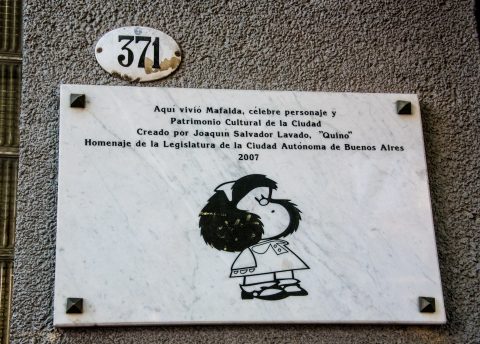 371
Aquí vivió Mafalda, célebre personaje y
Patrimonio Cultural de la Ciudad
Creado por Joaquín Salvador Lavado, "Quino"
Homenaje de la Legislatura de la Ciudad Autónoma de Buenos Aires
2007